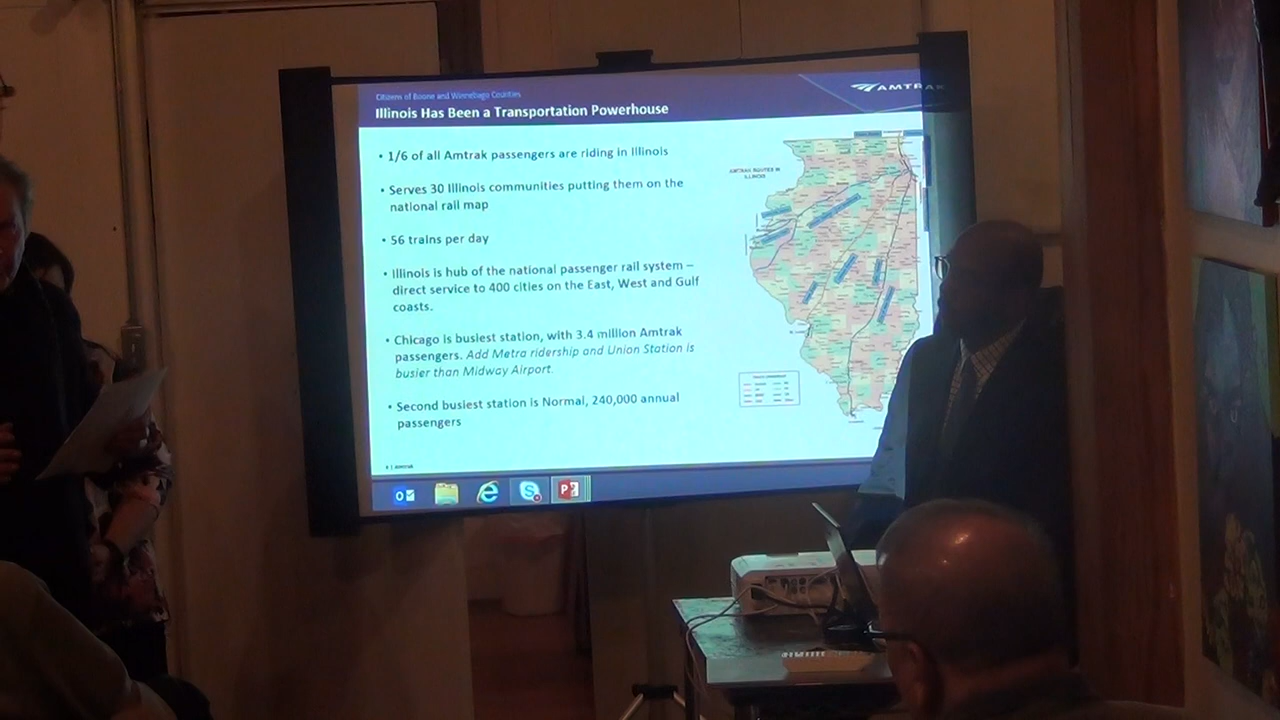 Citizens of Boone and Winnebago Counties
Illinois Has Been a Transportation Powerhouse
AMTRAK
• 1/6 of all Amtrak passengers are riding in Illinois
• Serves 30 Illinois communities putting them on the
national rail map
• 56 trains per day
• Illinois is hub of the national passenger rail system –
direct service to 400 cities on the East, West and Gulf
coasts.
• Chicago is busiest station, with 3.4 million Amtrak
passengers. Add Metra ridership and Union Station is
busier than Midway Airport.
• Second busiest station is Normal, 240,000 annual
passengers
AMTRAK ROUTES IN
ILLINOIS